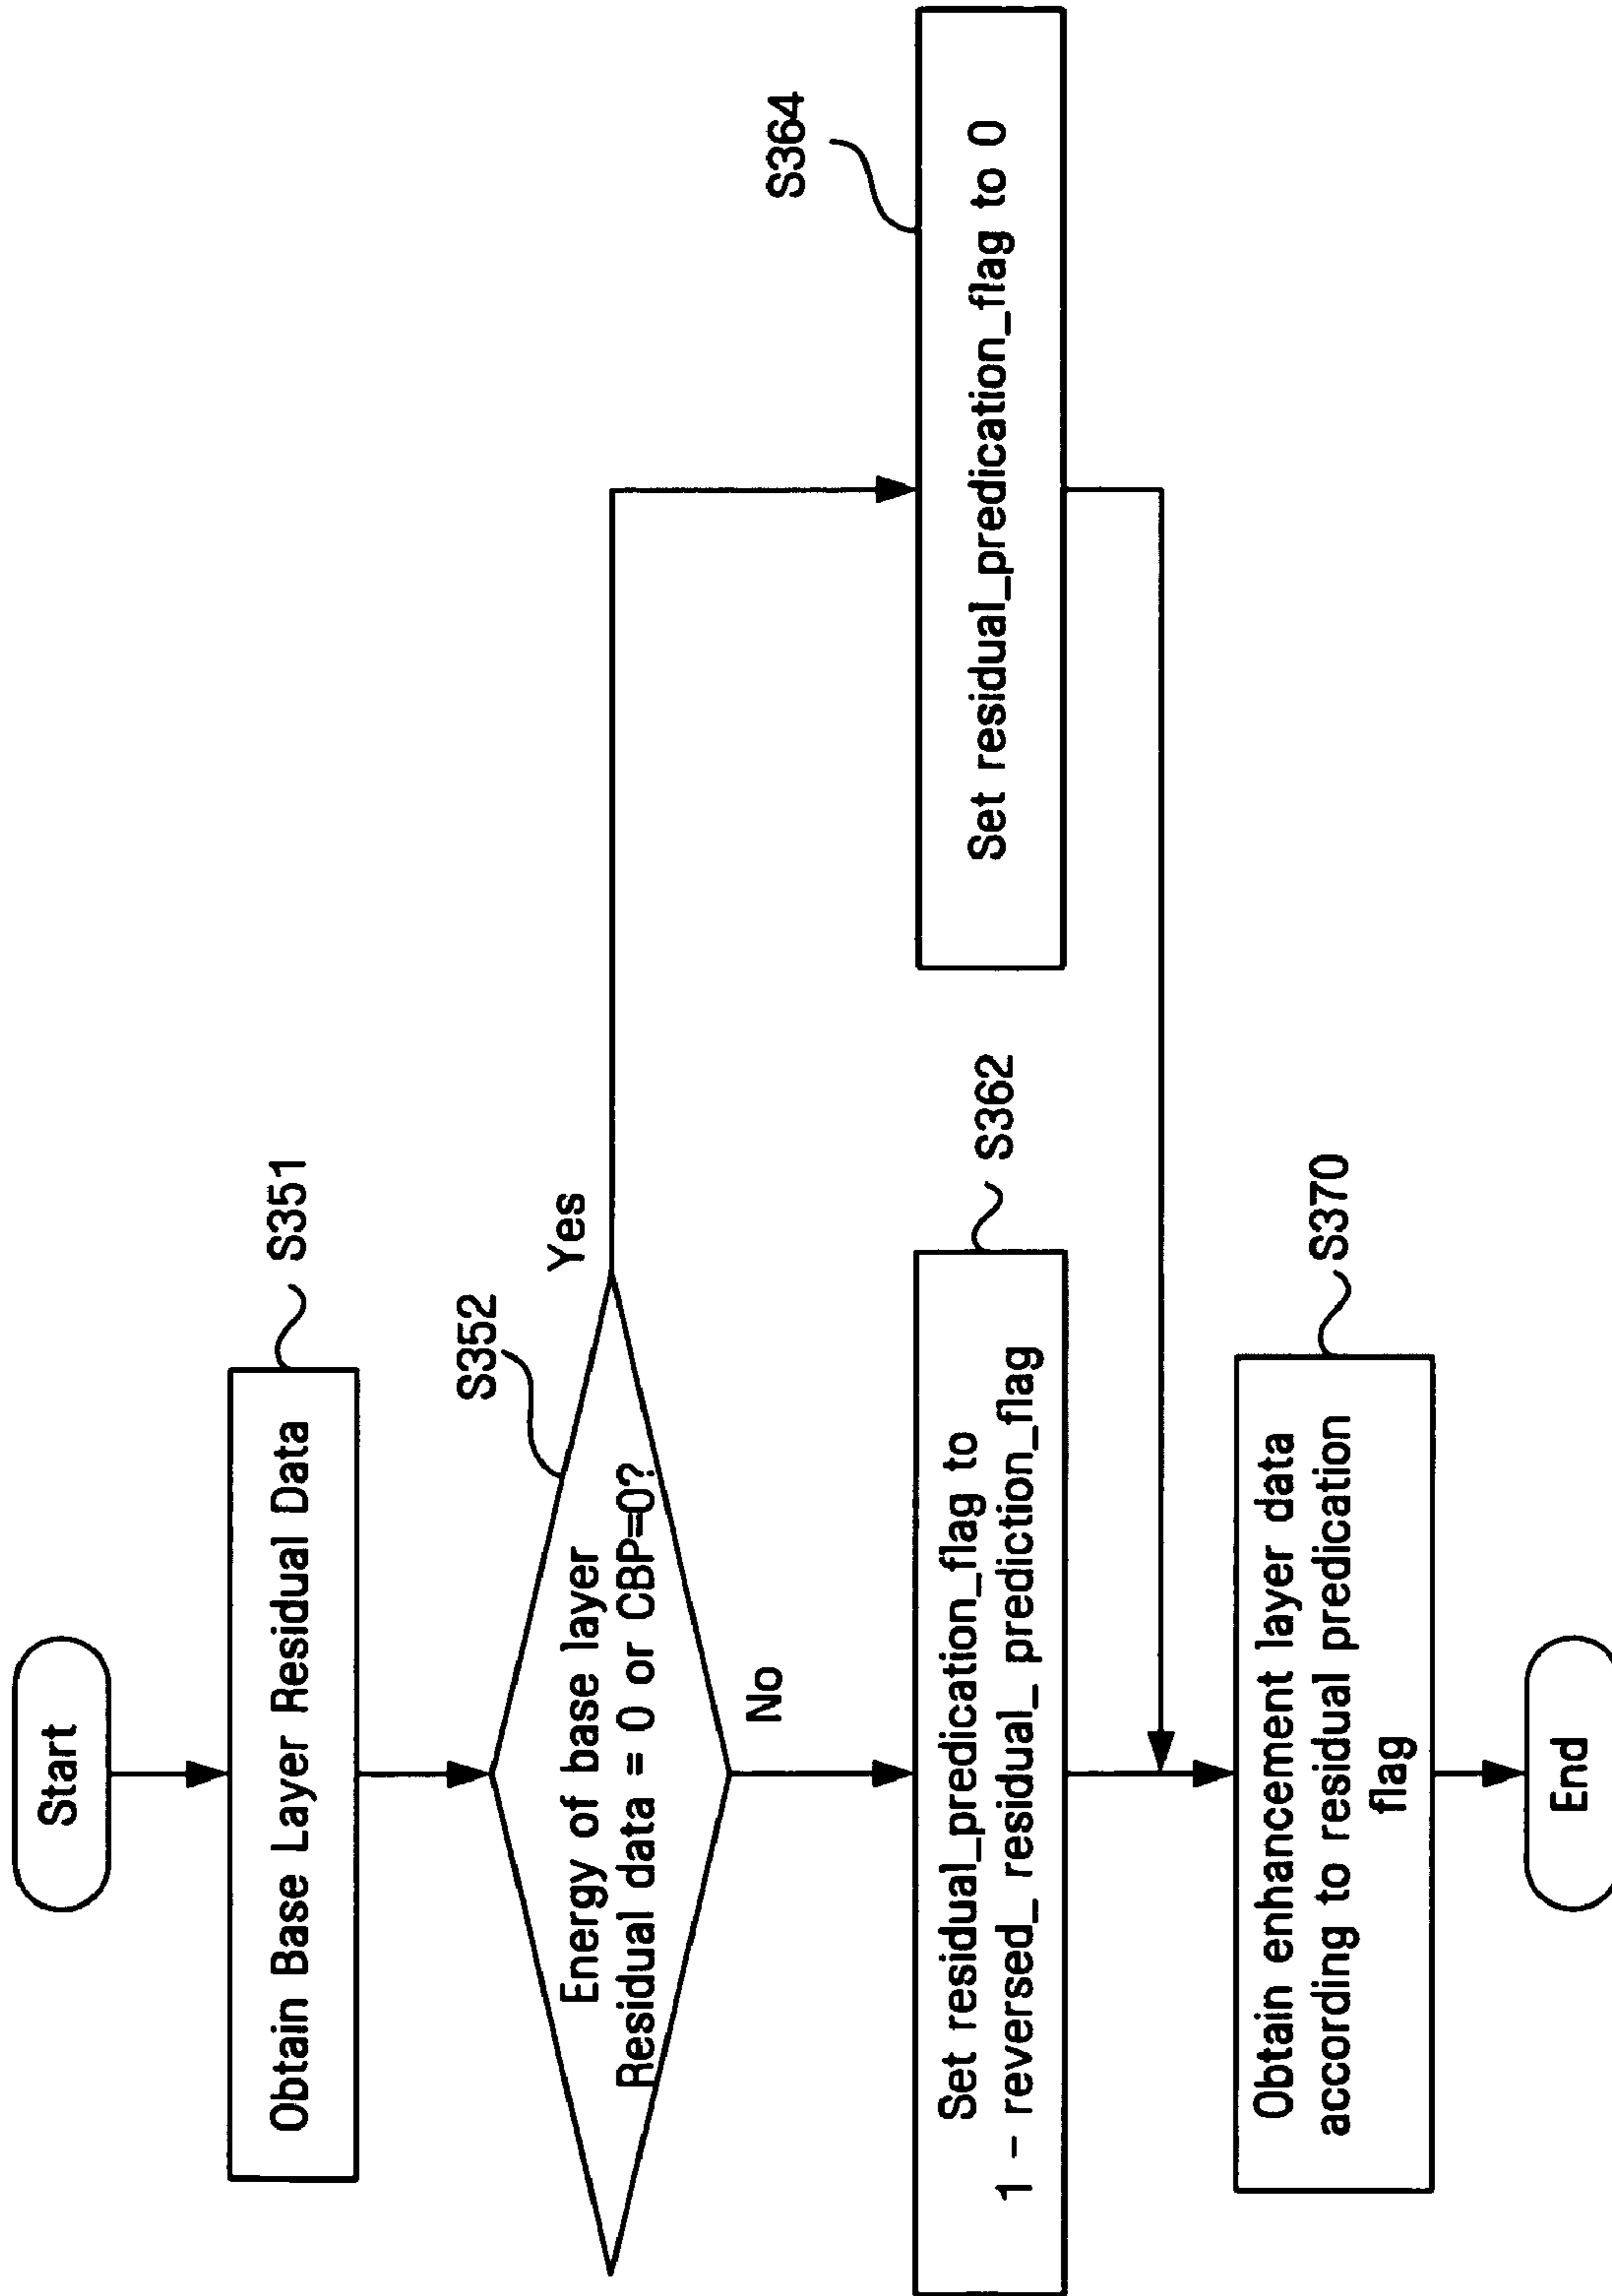 Start
Obtain Base Layer Residual Data
S351
S352
Energy of base layer
Residual data = 0 or CBP=0?
Yes
No
Set residual_predication_flag to
1 - reversed_ residual_ prediction_flag
S362
S364
Set residual_predication_flag to 0
Obtain enhancement layer data
according to residual predication
flag
S370
End